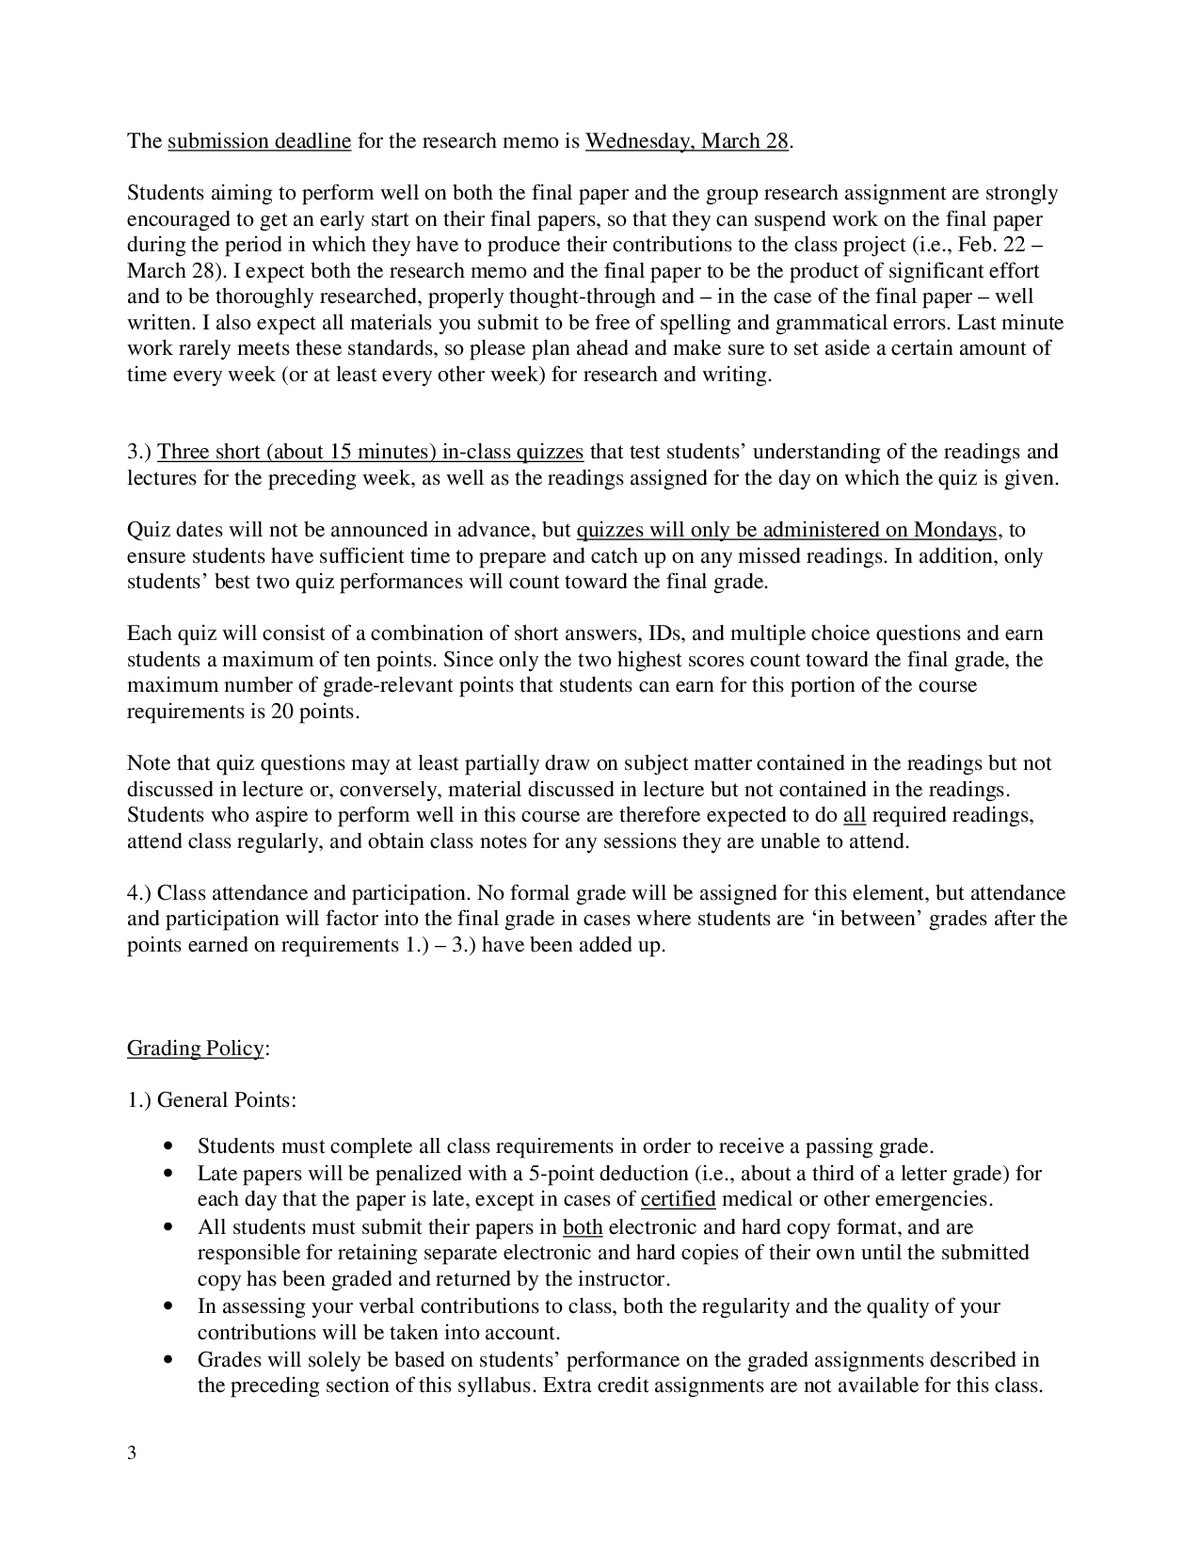 The submission deadline for the research memo is Wednesday, March 28.
Students aiming to perform well on both the final paper and the group research assignment are strongly
encouraged to get an early start on their final papers, so that they can suspend work on the final paper
during the period in which they have to produce their contributions to the class project (i.e., Feb. 22 –
March 28). I expect both the research memo and the final paper to be the product of significant effort
and to be thoroughly researched, properly thought-through and – in the case of the final paper – well
written. I also expect all materials you submit to be free of spelling and grammatical errors. Last minute
work rarely meets these standards, so please plan ahead and make sure to set aside a certain amount of
time every week (or at least every other week) for research and writing.
3.) Three short (about 15 minutes) in-class quizzes that test students’ understanding of the readings and
lectures for the preceding week, as well as the readings assigned for the day on which the quiz is given.
Quiz dates will not be announced in advance, but quizzes will only be administered on Mondays, to
ensure students have sufficient time to prepare and catch up on any missed readings. In addition, only
students’ best two quiz performances will count toward the final grade.
Each quiz will consist of a combination of short answers, IDs, and multiple choice questions and earn
students a maximum of ten points. Since only the two highest scores count toward the final grade, the
maximum number of grade-relevant points that students can earn for this portion of the course
requirements is 20 points.
Note that quiz questions may at least partially draw on subject matter contained in the readings but not
discussed in lecture or, conversely, material discussed in lecture but not contained in the readings.
Students who aspire to perform well in this course are therefore expected to do all required readings,
attend class regularly, and obtain class notes for any sessions they are unable to attend.
4.) Class attendance and participation. No formal grade will be assigned for this element, but attendance
and participation will factor into the final grade in cases where students are ‘in between’ grades after the
points earned on requirements 1.) – 3.) have been added up.
Grading Policy:
1.) General Points:
• Students must complete all class requirements in order to receive a passing grade.
• Late papers will be penalized with a 5-point deduction (i.e., about a third of a letter grade) for
each day that the paper is late, except in cases of certified medical or other emergencies.
• All students must submit their papers in both electronic and hard copy format, and are
responsible for retaining separate electronic and hard copies of their own until the submitted
copy has been graded and returned by the instructor.
• In assessing your verbal contributions to class, both the regularity and the quality of your
contributions will be taken into account.
• Grades will solely be based on students’ performance on the graded assignments described in
the preceding section of this syllabus. Extra credit assignments are not available for this class.
3